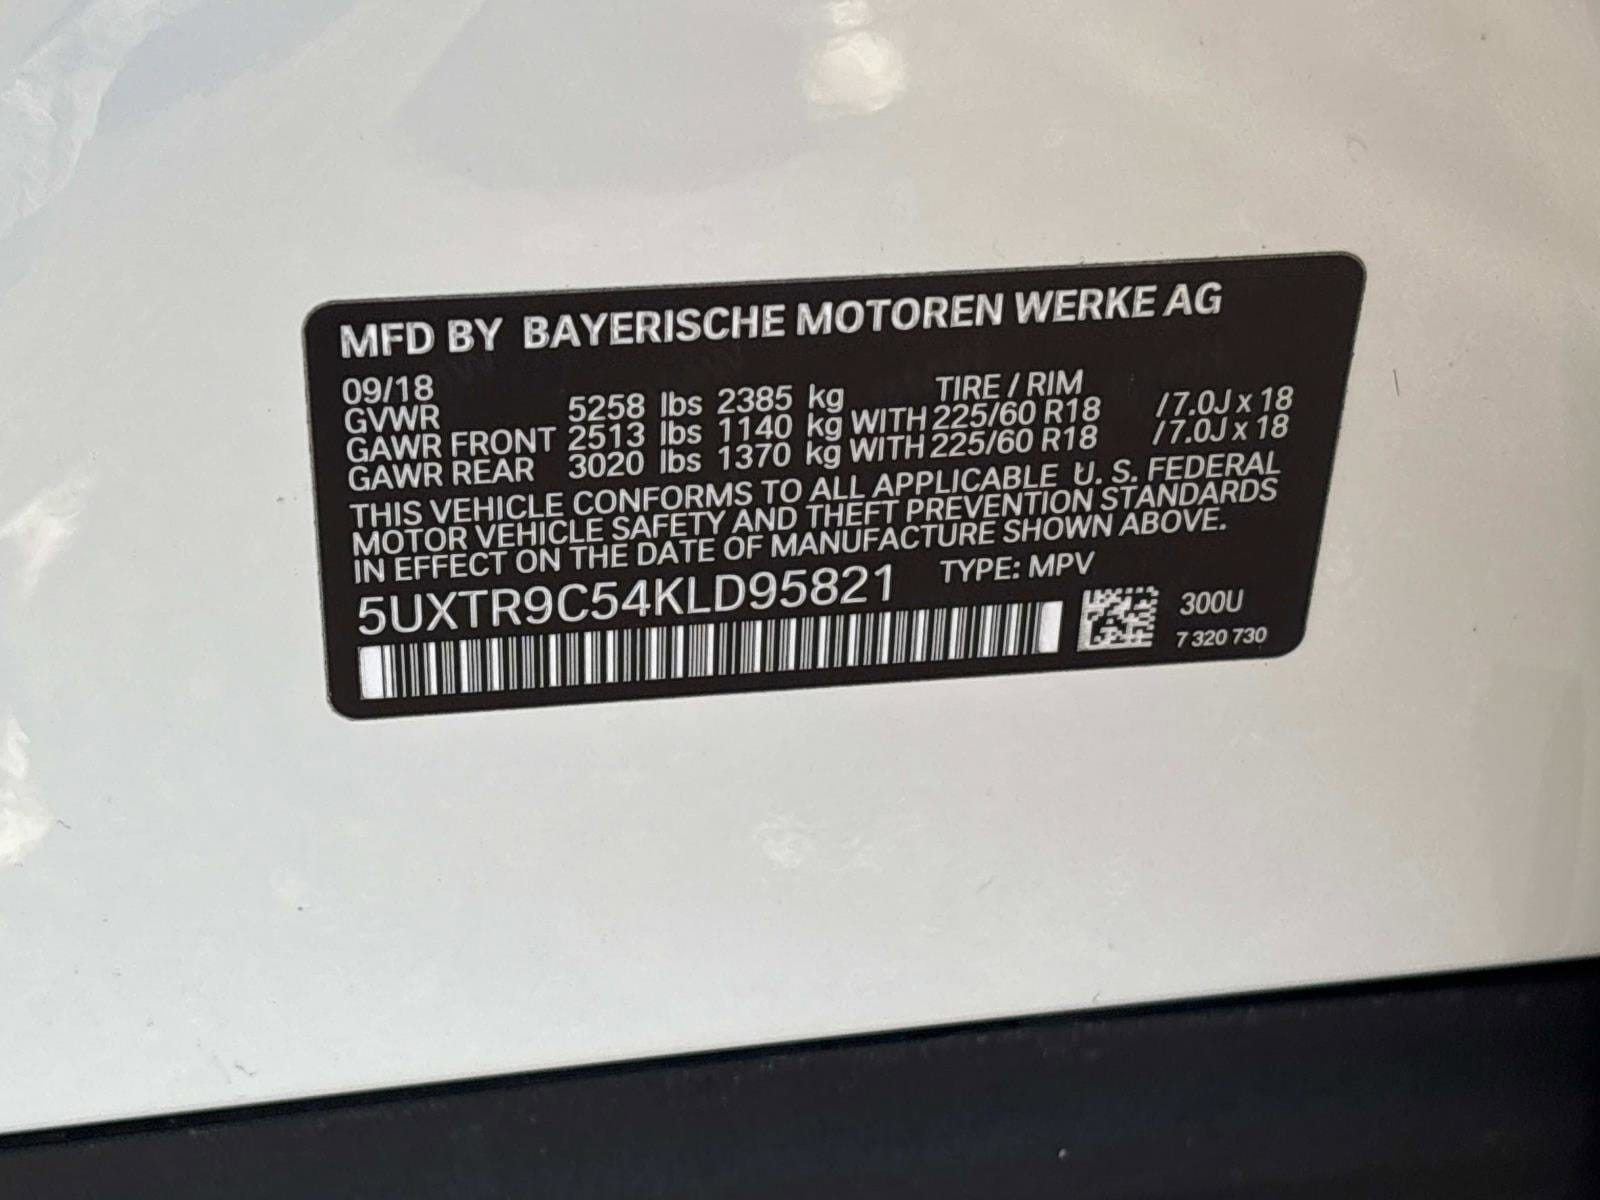 MFD BY BAYERISCHE MOTOREN WERKE AG
09/18 TIRE / RIM
GVWR 5258 lbs 2385 kg
GAWR FRONT 2513 lbs 1140 kg WITH 225/60 R18 / 7.0J x 18
GAWR REAR 3020 lbs 1370 kg WITH 225/60 R18 / 7.0J x 18
THIS VEHICLE CONFORMS TO ALL APPLICABLE U. S. FEDERAL
MOTOR VEHICLE SAFETY AND THEFT PREVENTION STANDARDS
IN EFFECT ON THE DATE OF MANUFACTURE SHOWN ABOVE.
5UXTR9C54KLD95821 TYPE: MPV
300U
7 320 730